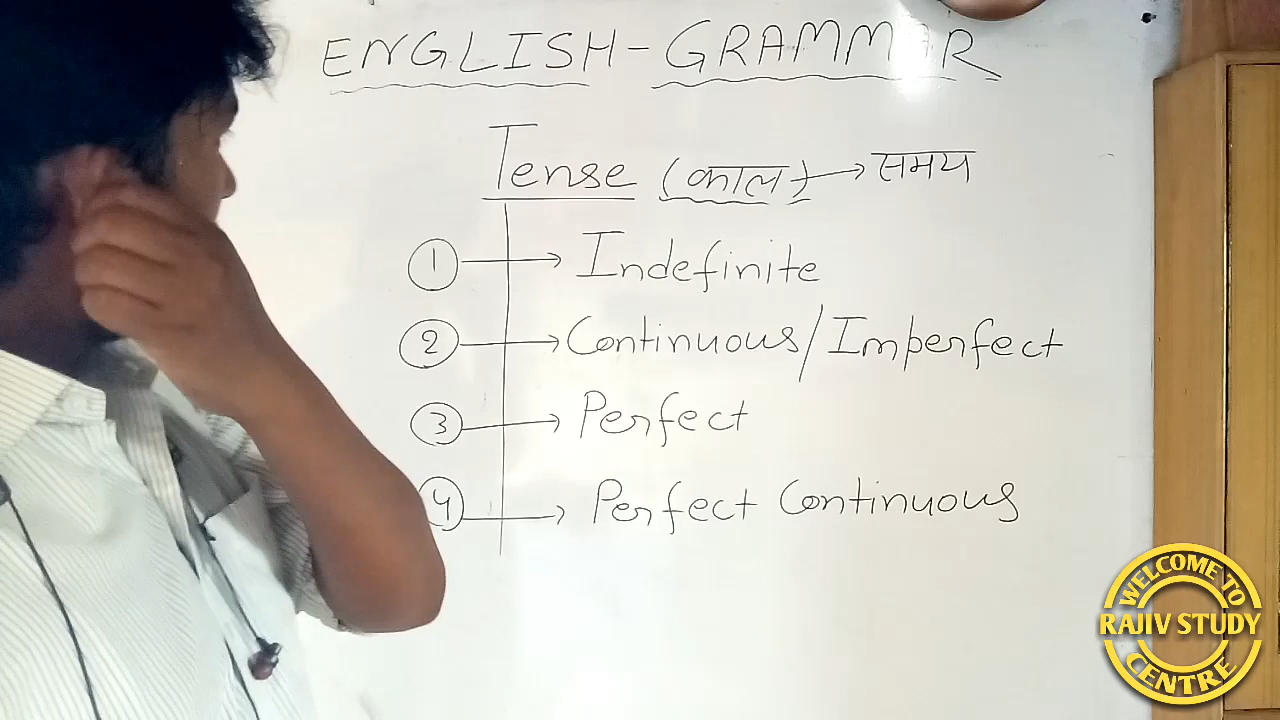 ENGLISH-GRAMMAR
Tense (काल) → समय
1 → Indefinite
2 → Continuous/Imperfect
3 → Perfect
4 → Perfect Continuous
WELCOME TO
RAJIV STUDY
CENTRE